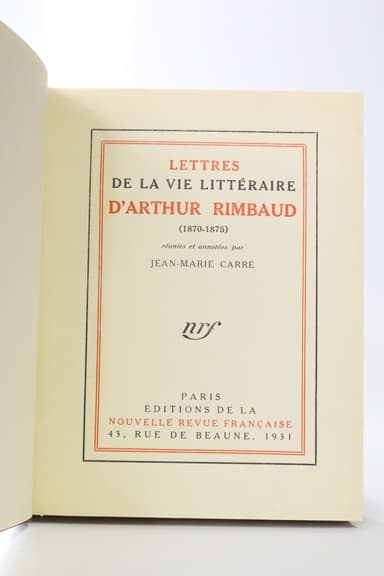 LETTRES
DE LA VIE LITTÉRAIRE
D'ARTHUR RIMBAUD
(1870-1875)
réunies et annotées par
JEAN-MARIE CARRÉ
nrf
PARIS
ÉDITIONS DE LA
NOUVELLE REVUE FRANÇAISE
43, RUE DE BEAUNE, 1931